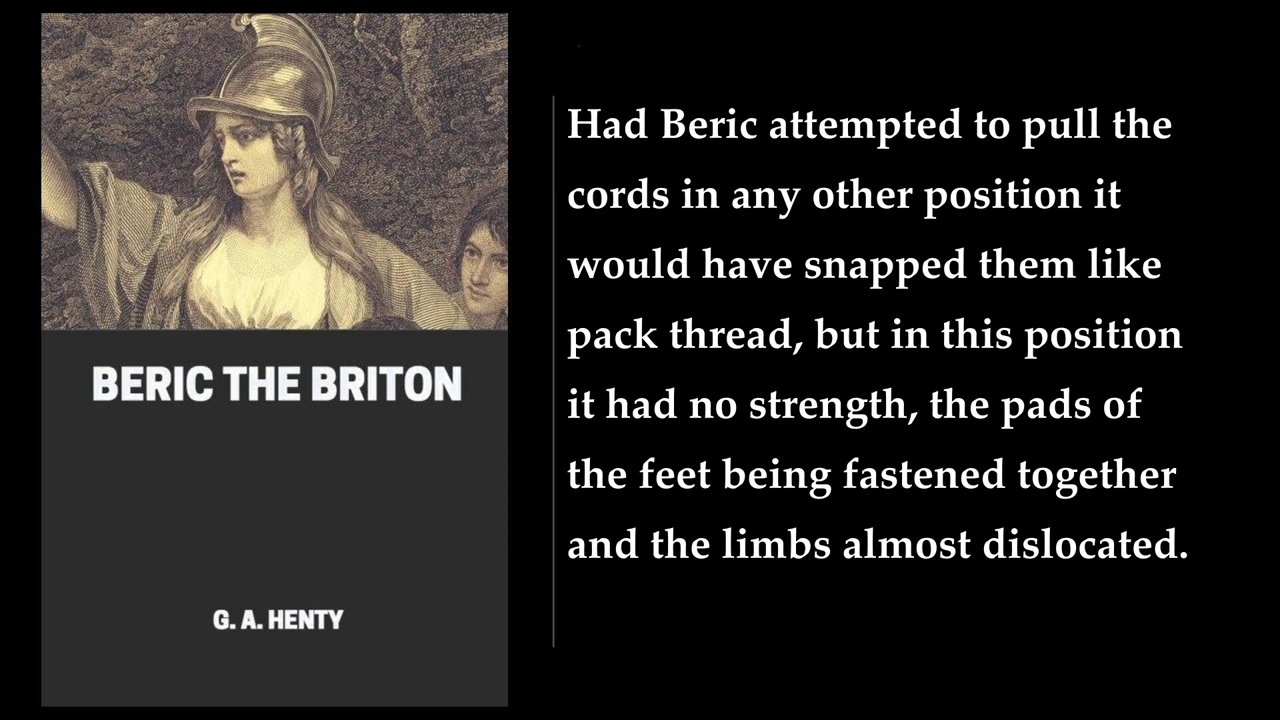 BERIC THE BRITON
G. A. HENTY
Had Beric attempted to pull the
cords in any other position it
would have snapped them like
pack thread, but in this position
it had no strength, the pads of
the feet being fastened together
and the limbs almost dislocated.